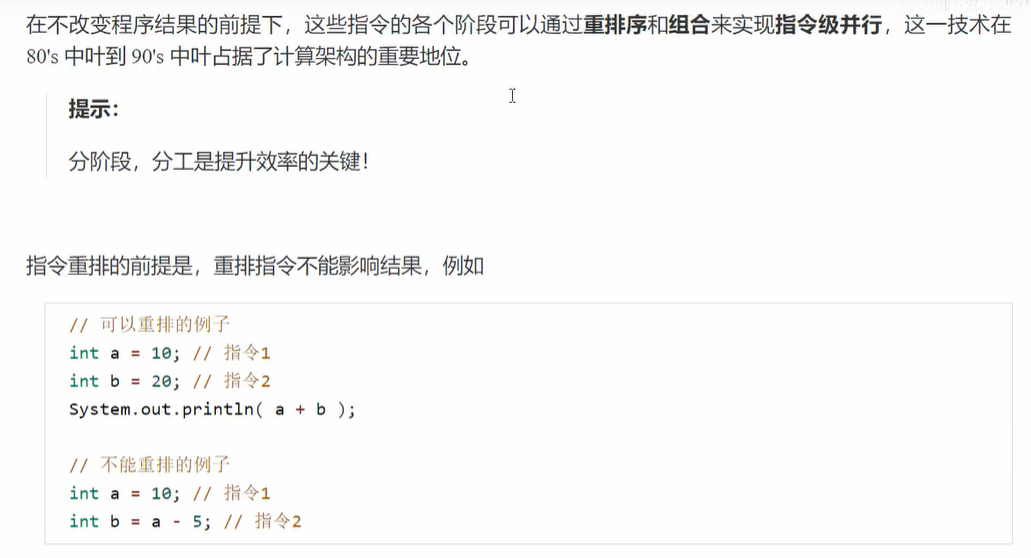 在不改变程序结果的前提下，这些指令的各个阶段可以通过重排序和组合来实现指令级并行，这一技术在
80's 中叶到 90's 中叶占据了计算架构的重要地位。
提示：
分阶段，分工是提升效率的关键！
指令重排的前提是，重排指令不能影响结果，例如
// 可以重排的例子
int a = 10; // 指令1
int b = 20; // 指令2
System.out.println( a + b );
// 不能重排的例子
int a = 10; // 指令1
int b = a - 5; // 指令2